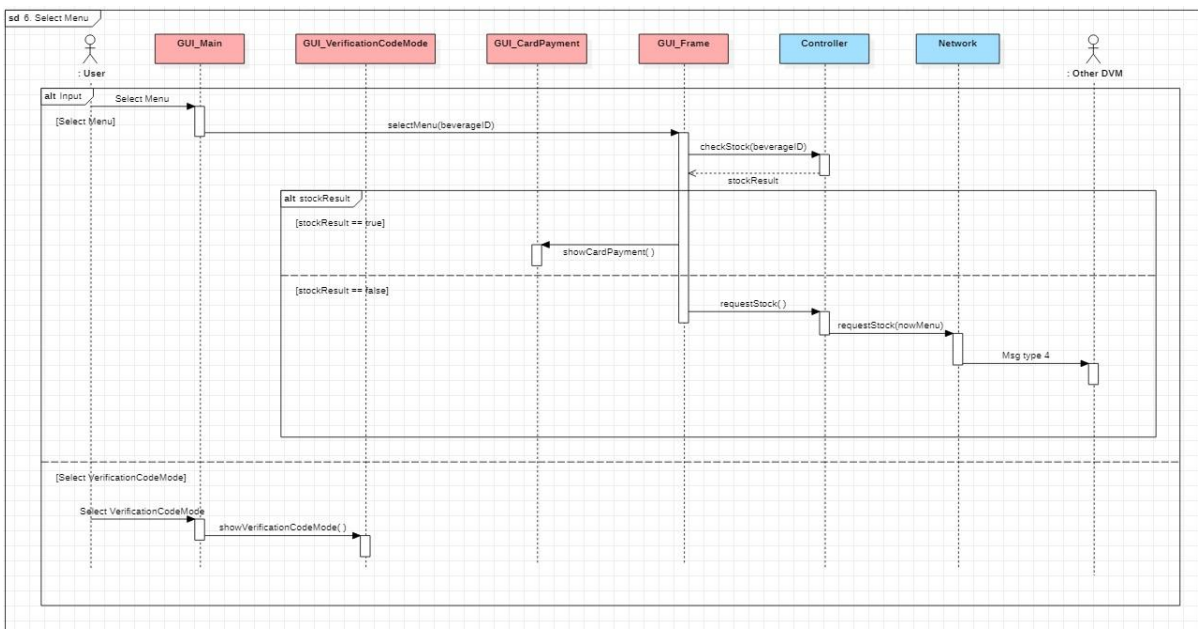 sd 6. Select Menu
: User
GUI_Main
GUI_VerificationCodeMode
GUI_CardPayment
GUI_Frame
Controller
Network
: Other DVM
alt Input
Select Menu
[Select Menu]
selectMenu(beverageID)
checkStock(beverageID)
stockResult
alt stockResult
[stockResult == true]
showCardPayment( )
[stockResult == false]
requestStock( )
requestStock(nowMenu)
Msg type 4
[Select VerificationCodeMode]
Select VerificationCodeMode
showVerificationCodeMode( )